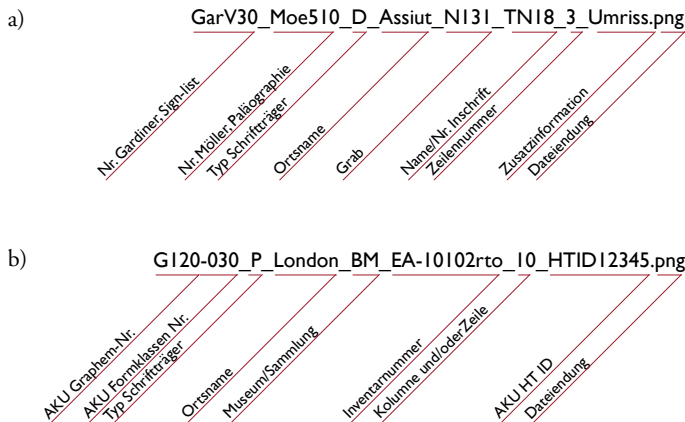 a)
GarV30_Moe510_D_Assiut_N131_TN18_3_Umriss.png
Nr. Gardiner, Sign-list
Nr. Möller, Paläographie
Typ Schriftträger
Ortsname
Grab
Name/Nr. Inschrift
Zeilennummer
Zusatzinformation
Dateiendung
b)
G120-030_P_London_BM_EA-10102rto_10_HTID12345.png
AKU Graphem-Nr.
AKU Formklassen Nr.
Typ Schriftträger
Ortsname
Museum/Sammlung
Inventarnummer
Kolumne und/oderZeile
AKU HT ID
Dateiendung